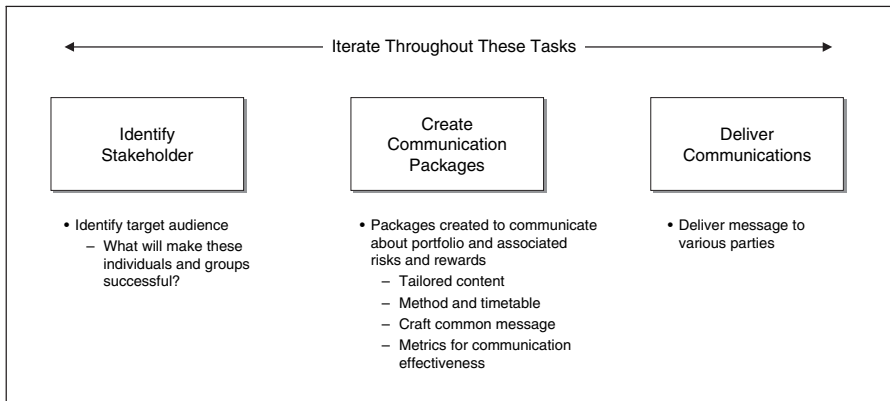 Iterate Throughout These Tasks
Identify
Stakeholder
• Identify target audience
– What will make these
individuals and groups
successful?
Create
Communication
Packages
• Packages created to communicate
about portfolio and associated
risks and rewards
– Tailored content
– Method and timetable
– Craft common message
– Metrics for communication
effectiveness
Deliver
Communications
• Deliver message to
various parties